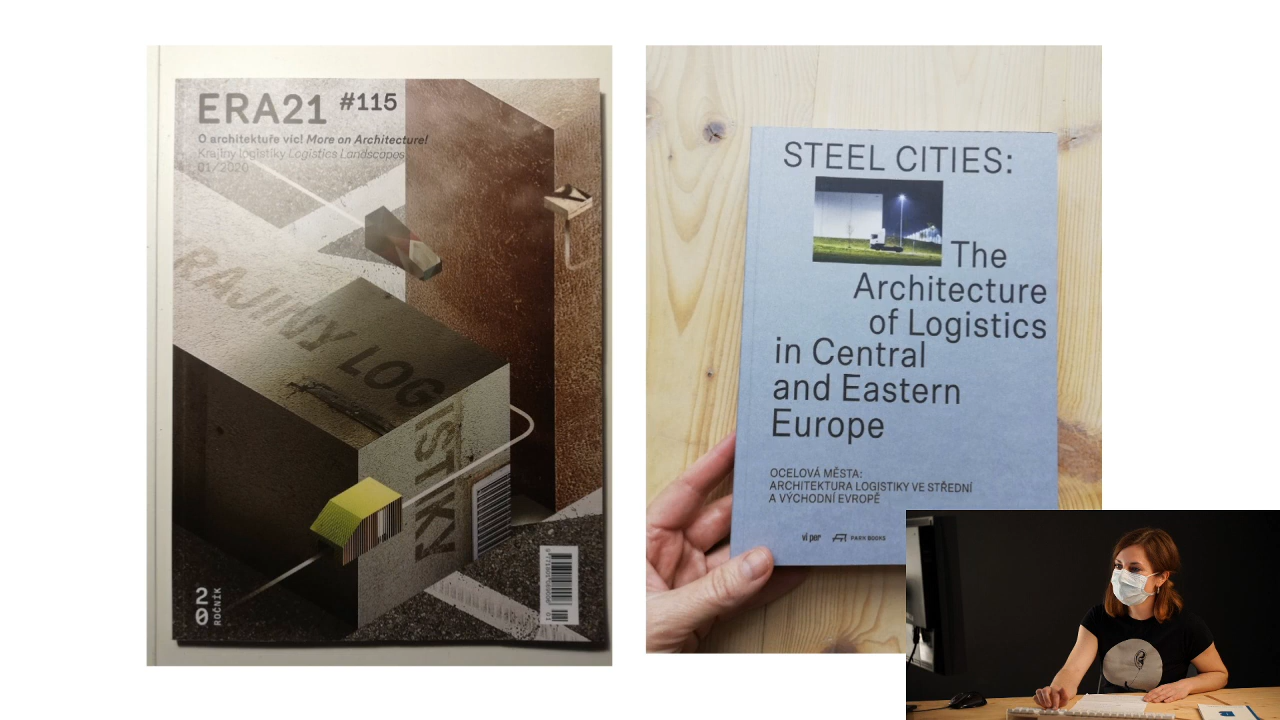 ERA21 #115
O architektuře víc! More on Architecture!
Krajiny logistiky Logistics Landscapes
01/2020
RAJINY LOGISTIKY
20
ROČNÍK
STEEL CITIES:
The
Architecture
of Logistics
in Central
and Eastern
Europe
OCELOVÁ MĚSTA:
ARCHITEKTURA LOGISTIKY VE STŘEDNÍ
A VÝCHODNÍ EVROPĚ
vi per PARK BOOKS